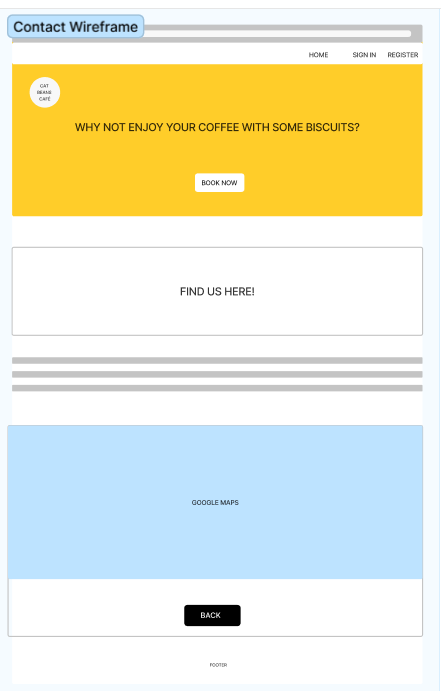 Contact Wireframe
HOME SIGN IN REGISTER
CAT
BEANS
CAFÉ
WHY NOT ENJOY YOUR COFFEE WITH SOME BISCUITS?
BOOK NOW
FIND US HERE!
GOOGLE MAPS
BACK
FOOTER